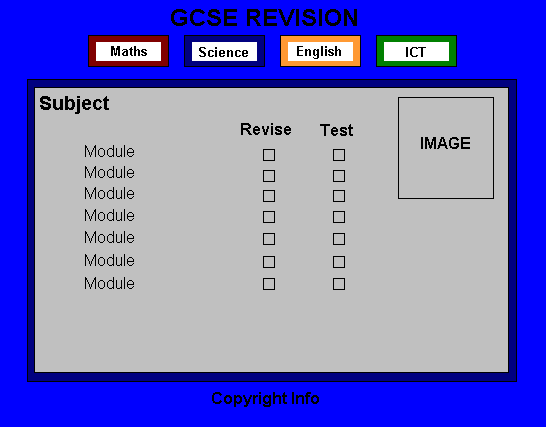 GCSE REVISION
Maths Science English ICT
Subject
Revise Test
IMAGE
Module
Module
Module
Module
Module
Module
Module
Copyright Info